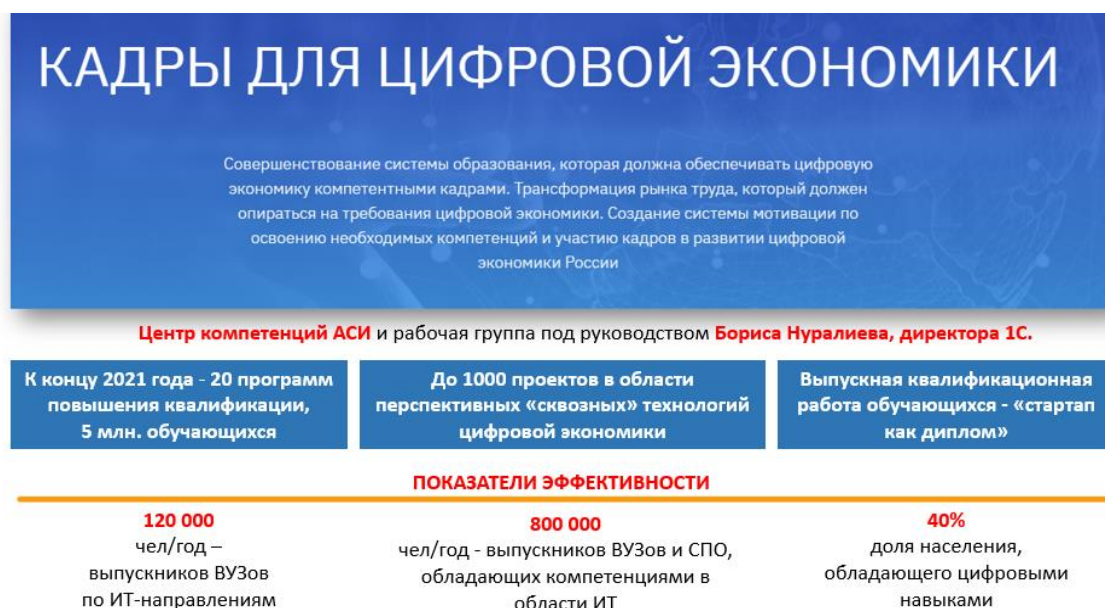 КАДРЫ ДЛЯ ЦИФРОВОЙ ЭКОНОМИКИ
Совершенствование системы образования, которая должна обеспечивать цифровую
экономику компетентными кадрами. Трансформация рынка труда, который должен
опираться на требования цифровой экономики. Создание системы мотивации по
освоению необходимых компетенций и участию кадров в развитии цифровой
экономики России
Центр компетенций АСИ и рабочая группа под руководством Бориса Нуралиева, директора 1С.
К концу 2021 года - 20 программ
повышения квалификации,
5 млн. обучающихся
До 1000 проектов в области
перспективных «сквозных» технологий
цифровой экономики
Выпускная квалификационная
работа обучающихся - «стартап
как диплом»
ПОКАЗАТЕЛИ ЭФФЕКТИВНОСТИ
120 000
чел/год –
выпускников ВУЗов
по ИТ-направлениям
800 000
чел/год - выпускников ВУЗов и СПО,
обладающих компетенциями в
области ИТ
40%
доля населения,
обладающего цифровыми
навыками